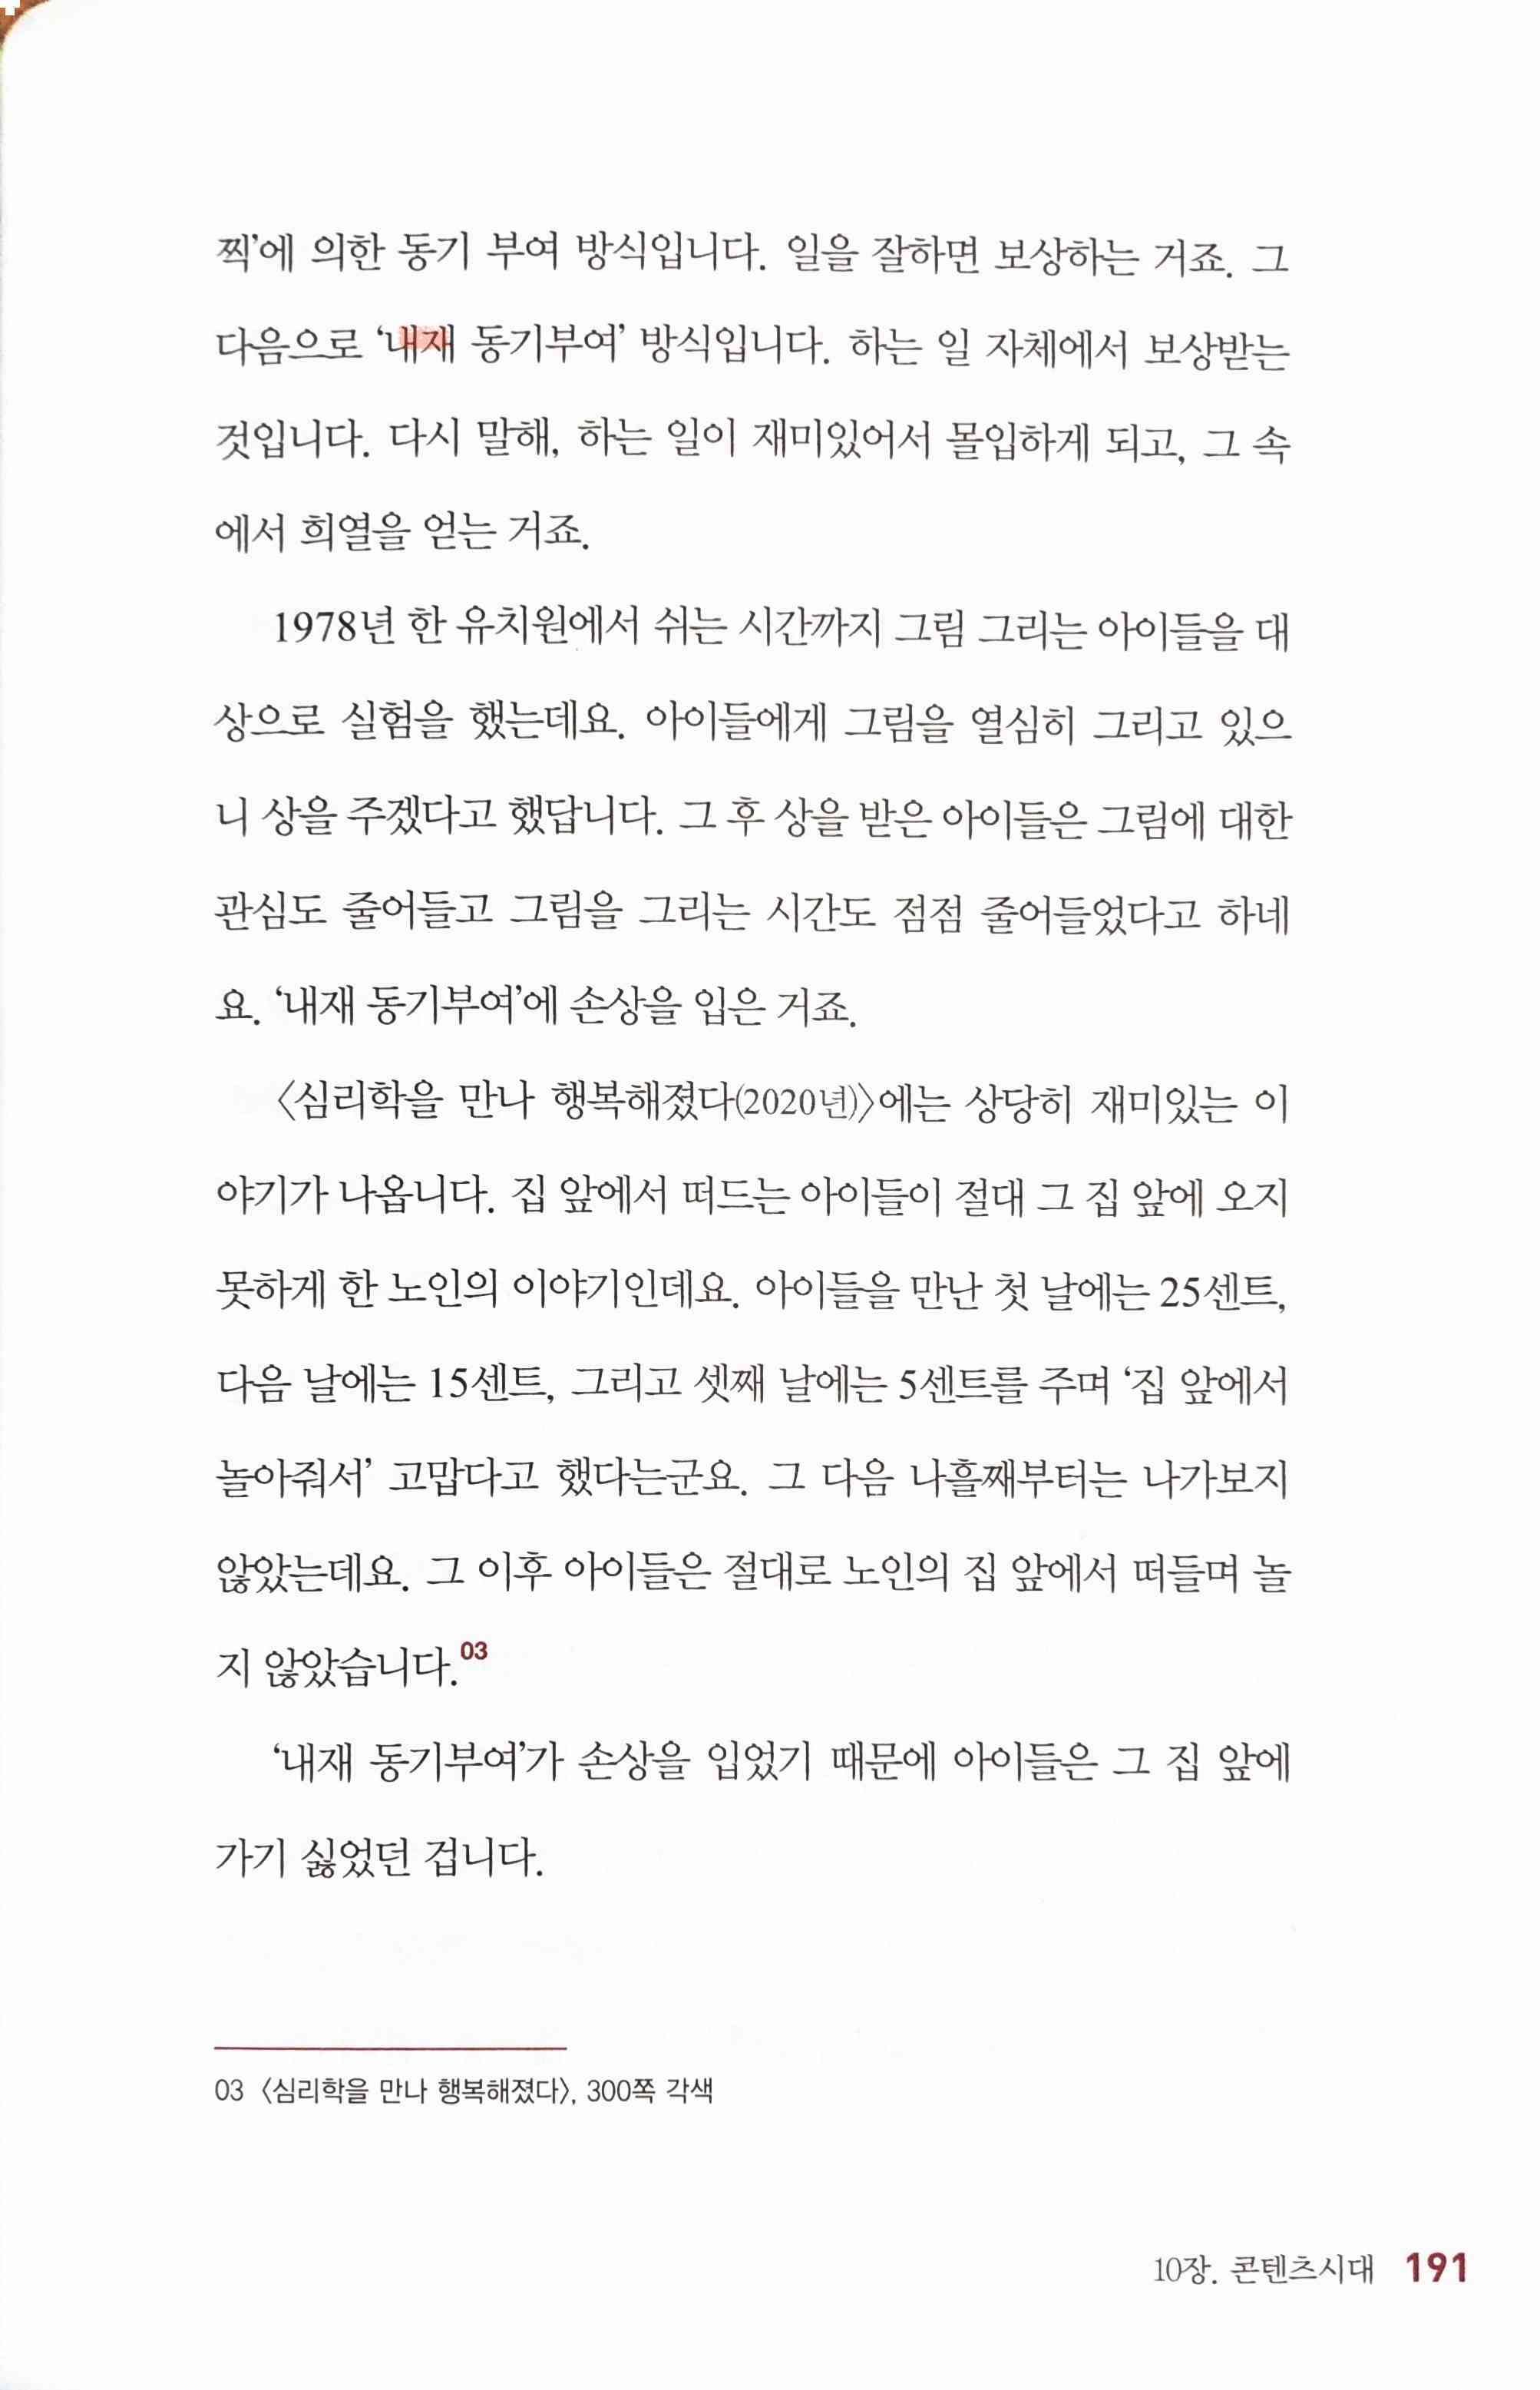 찍’에 의한 동기 부여 방식입니다. 일을 잘하면 보상하는 거죠. 그
다음으로 ‘내재 동기부여’ 방식입니다. 하는 일 자체에서 보상받는
것입니다. 다시 말해, 하는 일이 재미있어서 몰입하게 되고, 그 속
에서 희열을 얻는 거죠.
1978년 한 유치원에서 쉬는 시간까지 그림 그리는 아이들을 대
상으로 실험을 했는데요. 아이들에게 그림을 열심히 그리고 있으
니 상을 주겠다고 했답니다. 그 후 상을 받은 아이들은 그림에 대한
관심도 줄어들고 그림을 그리는 시간도 점점 줄어들었다고 하네
요. ‘내재 동기부여’에 손상을 입은 거죠.
〈심리학을 만나 행복해졌다(2020년)〉에는 상당히 재미있는 이
야기가 나옵니다. 집 앞에서 떠드는 아이들이 절대 그 집 앞에 오지
못하게 한 노인의 이야기인데요. 아이들을 만난 첫 날에는 25센트,
다음 날에는 15센트, 그리고 셋째 날에는 5센트를 주며 ‘집 앞에서
놀아줘서’ 고맙다고 했다는군요. 그 다음 나흘째부터는 나가보지
않았는데요. 그 이후 아이들은 절대로 노인의 집 앞에서 떠들며 놀
지 않았습니다.03
‘내재 동기부여’가 손상을 입었기 때문에 아이들은 그 집 앞에
가기 싫었던 겁니다.
03 〈심리학을 만나 행복해졌다〉, 300쪽 각색
10장. 콘텐츠시대 191